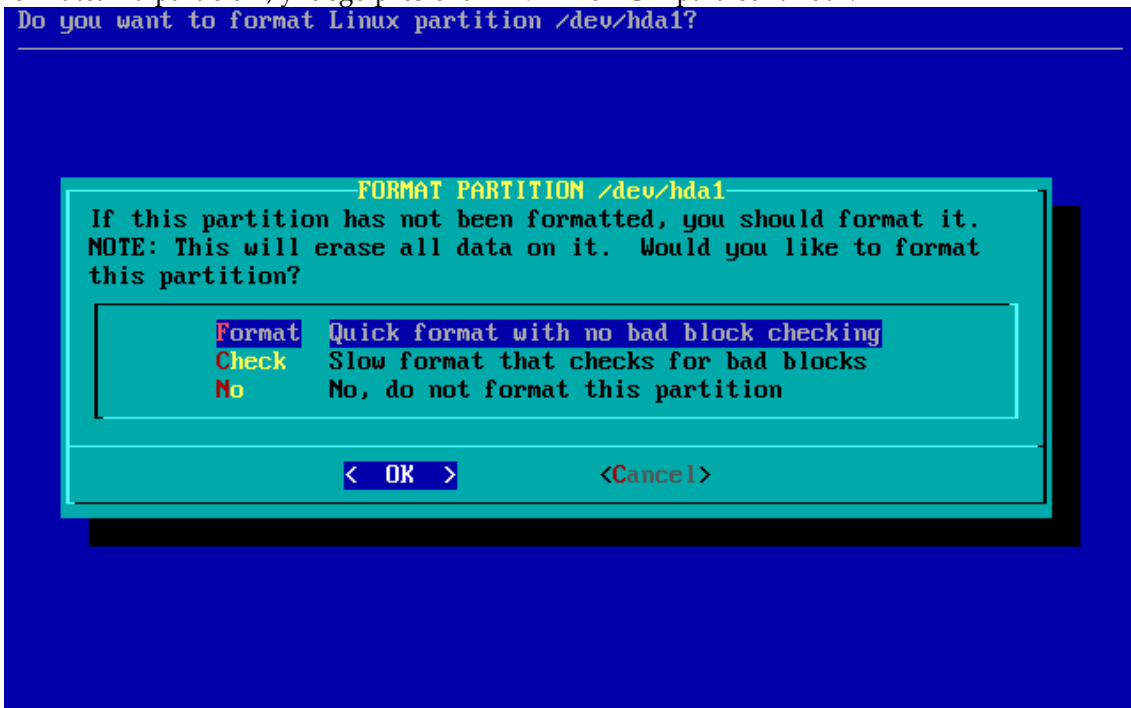 Do you want to format Linux partition /dev/hda1?
FORMAT PARTITION /dev/hda1
If this partition has not been formatted, you should format it.
NOTE: This will erase all data on it.  Would you like to format
this partition?
Format  Quick format with no bad block checking
Check  Slow format that checks for bad blocks
No  No, do not format this partition
<  OK  >  <Cancel>